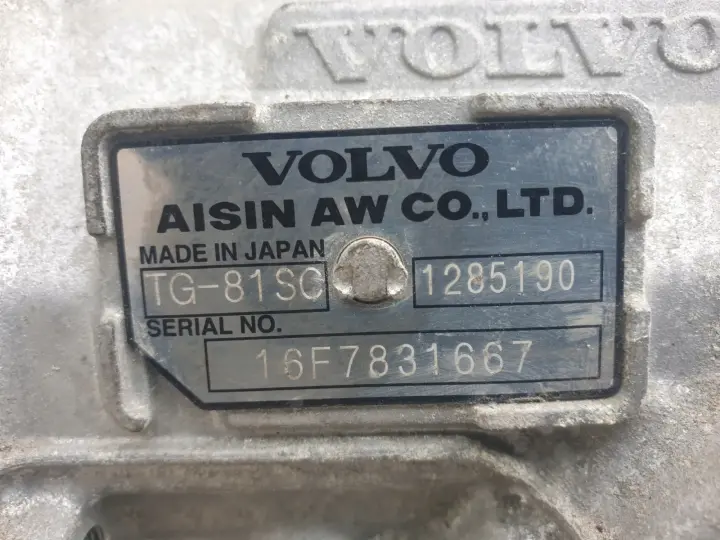 VOLVO
VOLVO
AISIN AW CO., LTD.
MADE IN JAPAN
TG-81SC 1285190
SERIAL NO.
16F7831667